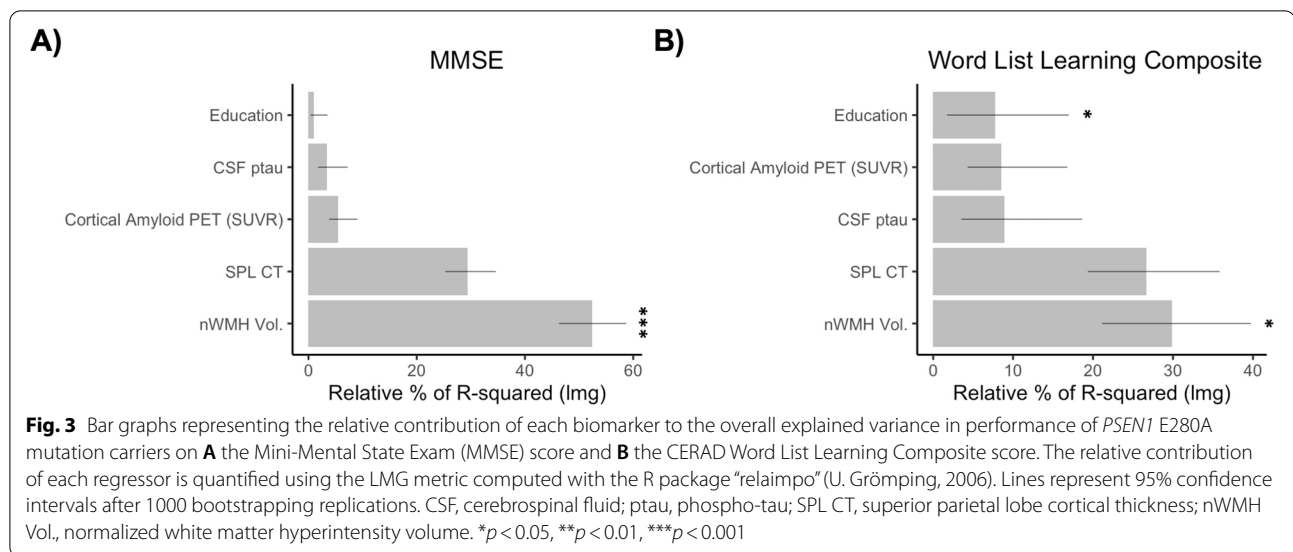 A)
MMSE
Education
CSF ptau
Cortical Amyloid PET (SUVR)
SPL CT
nWMH Vol.
***
0 20 40 60
Relative % of R-squared (lmg)
B)
Word List Learning Composite
Education
*
Cortical Amyloid PET (SUVR)
CSF ptau
SPL CT
nWMH Vol.
*
0 10 20 30 40
Relative % of R-squared (lmg)
Fig. 3 Bar graphs representing the relative contribution of each biomarker to the overall explained variance in performance of PSEN1 E280A
mutation carriers on A the Mini-Mental State Exam (MMSE) score and B the CERAD Word List Learning Composite score. The relative contribution
of each regressor is quantified using the LMG metric computed with the R package “relaimpo” (U. Grömping, 2006). Lines represent 95% confidence
intervals after 1000 bootstrapping replications. CSF, cerebrospinal fluid; ptau, phospho-tau; SPL CT, superior parietal lobe cortical thickness; nWMH
Vol., normalized white matter hyperintensity volume. *p < 0.05, **p < 0.01, ***p < 0.001